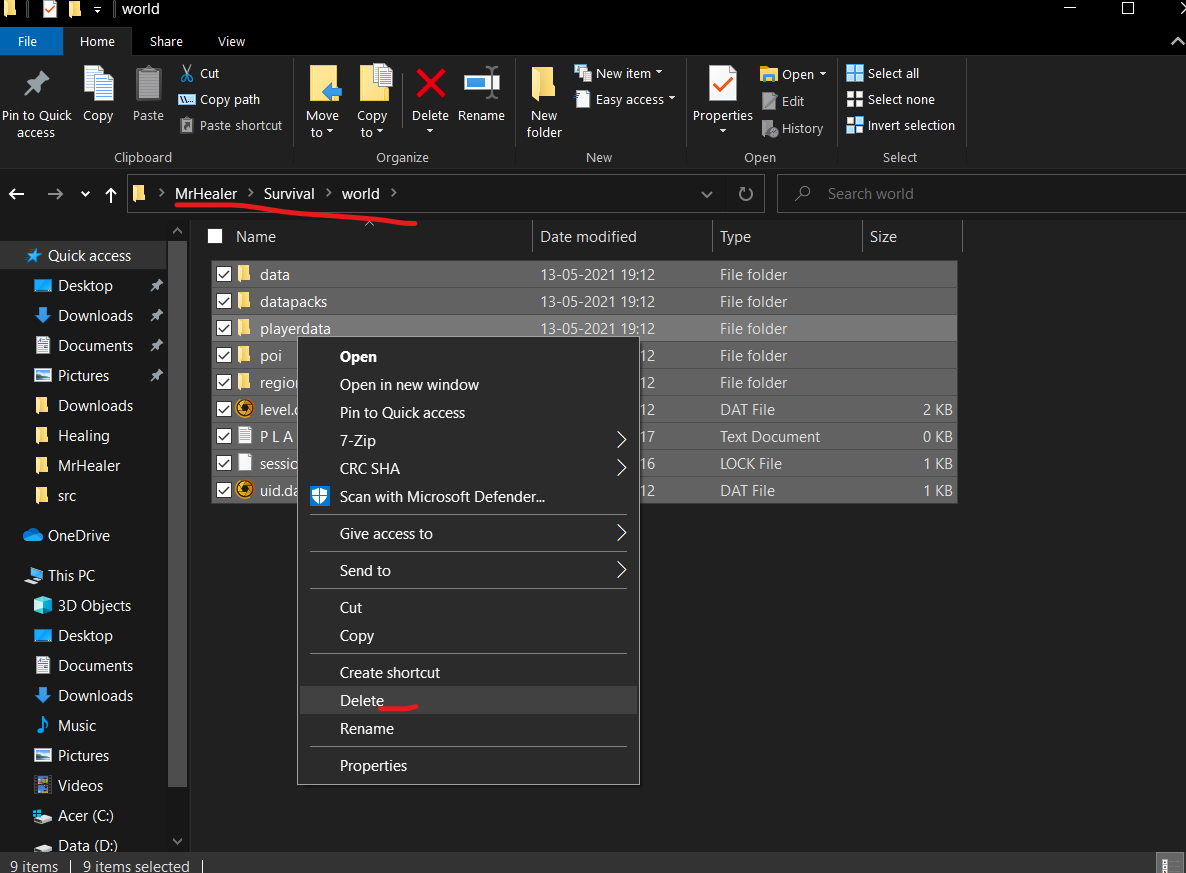 world
File Home Share View
Pin to Quick access
Copy
Paste
Cut
Copy path
Paste shortcut
Move to
Copy to
Delete
Rename
New folder
New item
Easy access
Properties
Open
Edit
History
Select all
Select none
Invert selection
Clipboard Organize New Open Select
MrHealer Survival world
Search world
Name Date modified Type Size
Quick access
Desktop
Downloads
Documents
Pictures
Downloads
Healing
MrHealer
src
OneDrive
This PC
3D Objects
Desktop
Documents
Downloads
Music
Pictures
Videos
Acer (C:)
Data (D:)
data 13-05-2021 19:12 File folder
datapacks 13-05-2021 19:12 File folder
playerdata 13-05-2021 19:12 File folder
poi 12 File folder
region 12 File folder
level.d 12 DAT File 2 KB
P L A 17 Text Document 0 KB
sessio 16 LOCK File 1 KB
uid.da 12 DAT File 1 KB
Open
Open in new window
Pin to Quick access
7-Zip
CRC SHA
Scan with Microsoft Defender...
Give access to
Send to
Cut
Copy
Create shortcut
Delete
Rename
Properties
9 items 9 items selected